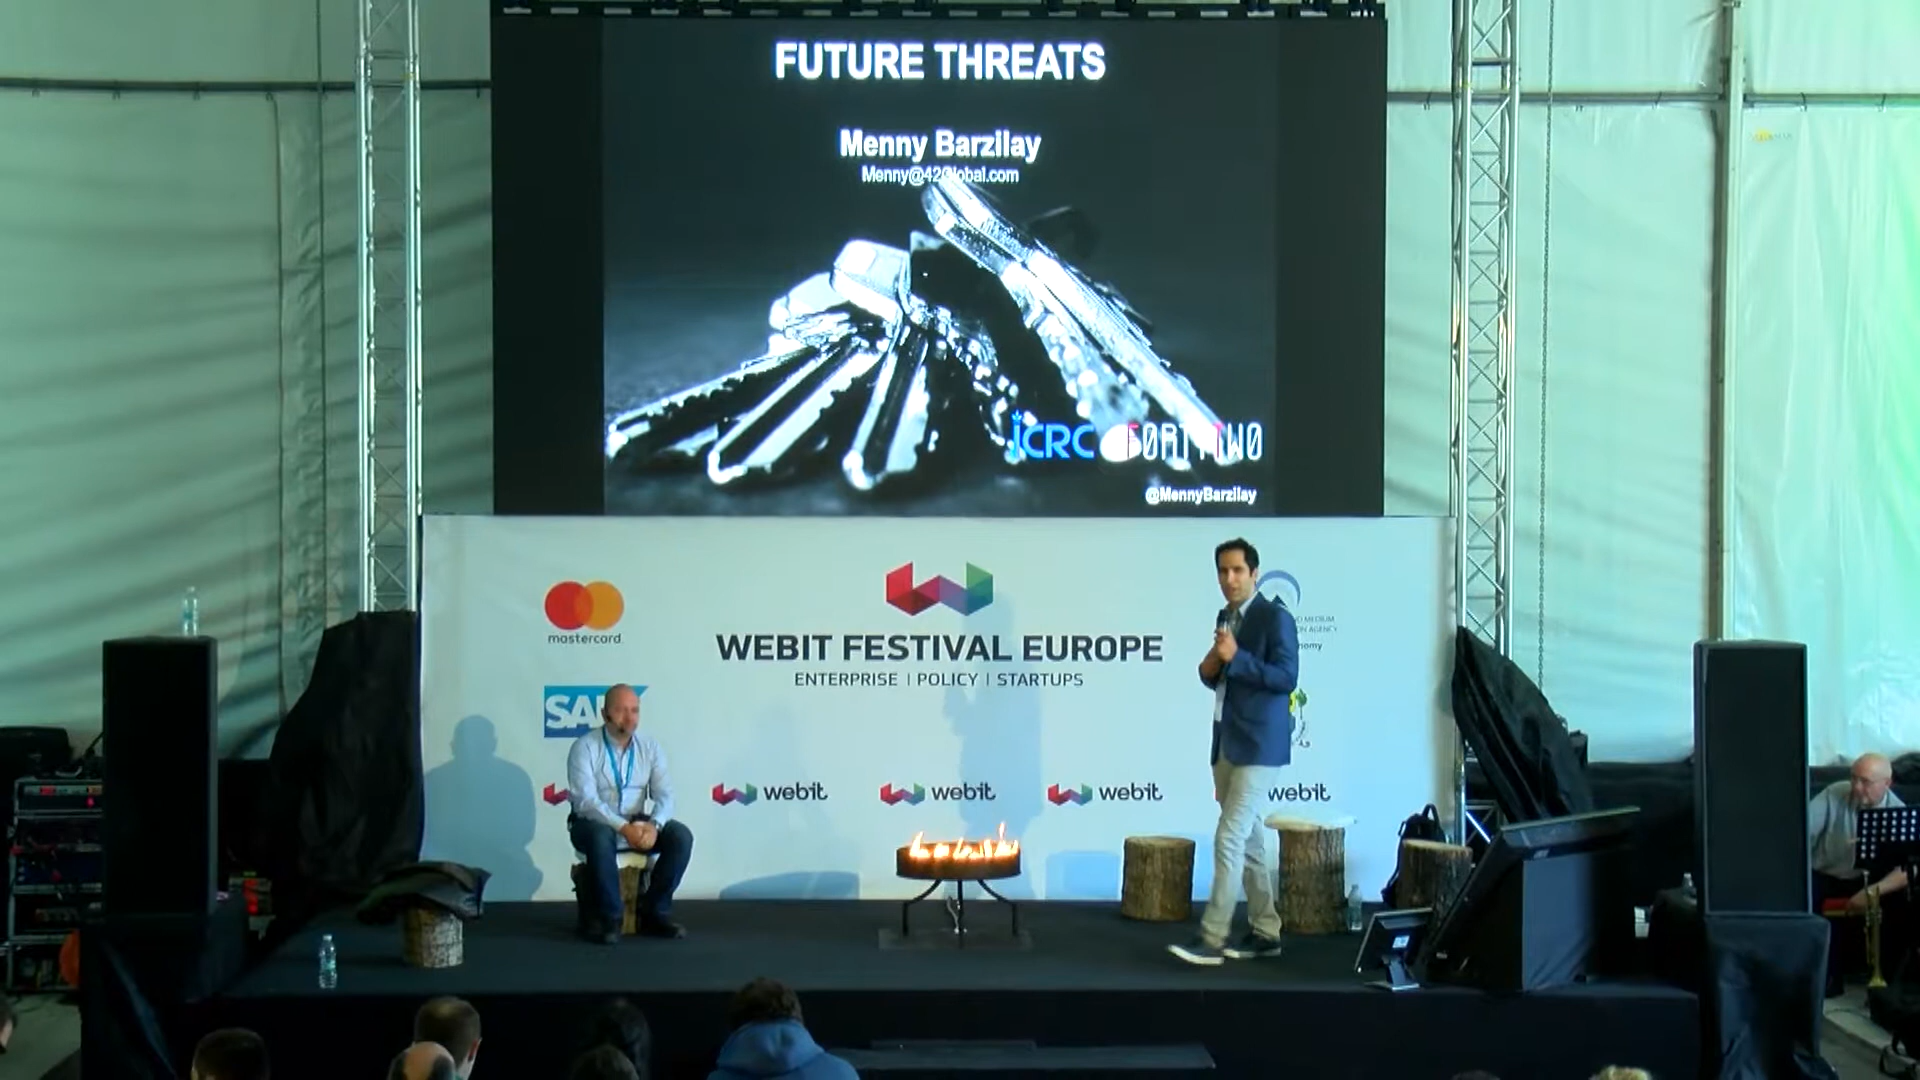 FUTURE THREATS
Menny Barzilay
Menny@42Global.com
ICRC FORTYTWO
@MennyBarzilay
mastercard
WEBIT FESTIVAL EUROPE
ENTERPRISE | POLICY | STARTUPS
SAP
webit
webit
webit
webit